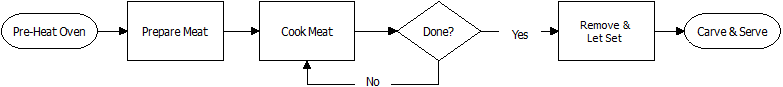 Pre-Heat Oven
Prepare Meat
Cook Meat
Done?
Yes
No
Remove &
Let Set
Carve & Serve